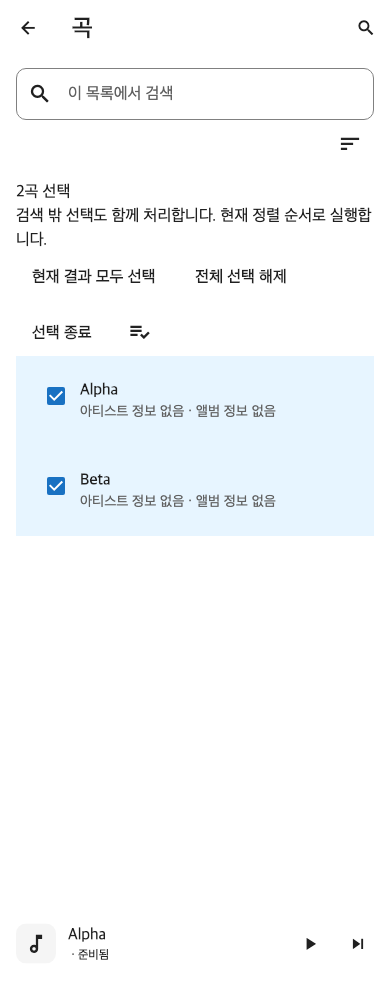 곡
이 목록에서 검색
2곡 선택
검색 밖 선택도 함께 처리합니다. 현재 정렬 순서로 실행합
니다.
현재 결과 모두 선택 전체 선택 해제
선택 종료
Alpha
아티스트 정보 없음 · 앨범 정보 없음
Beta
아티스트 정보 없음 · 앨범 정보 없음
Alpha
· 준비됨